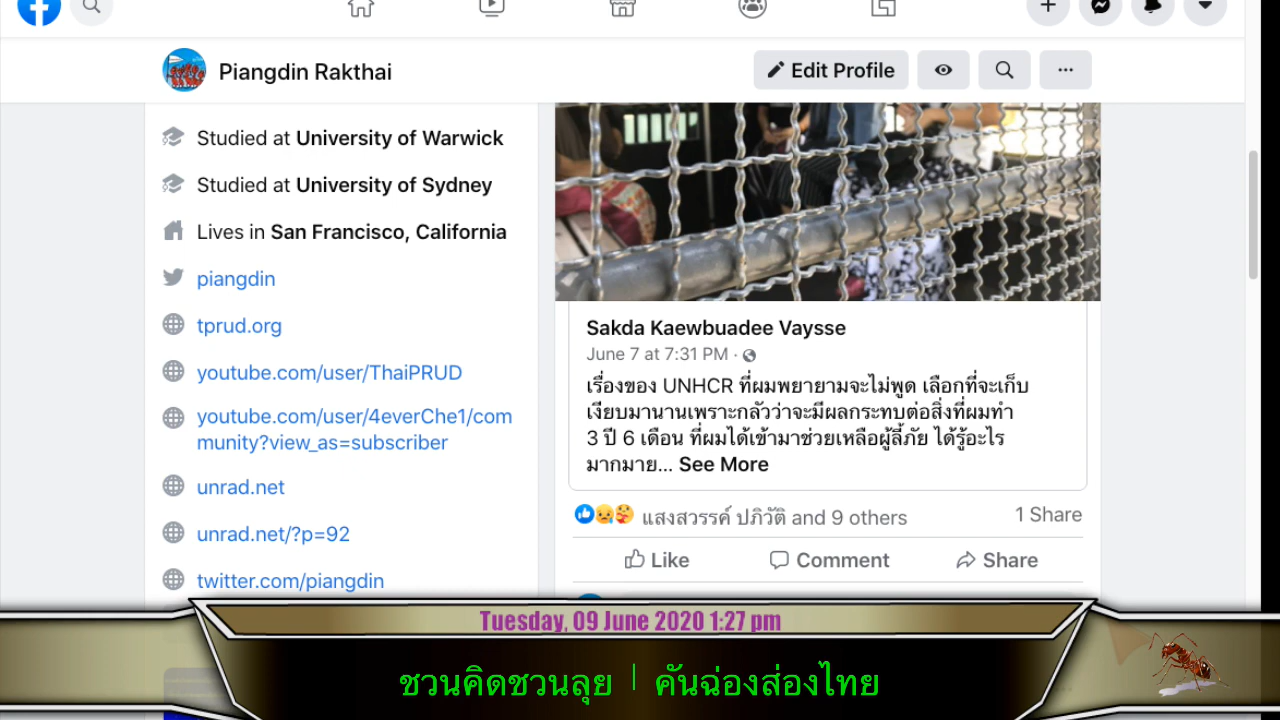 Piangdin Rakthai
Edit Profile
Studied at University of Warwick
Studied at University of Sydney
Lives in San Francisco, California
piangdin
tprud.org
youtube.com/user/ThaiPRUD
youtube.com/user/4everChe1/com
munity?view_as=subscriber
unrad.net
unrad.net/?p=92
twitter.com/piangdin
Sakda Kaewbuadee Vaysse
June 7 at 7:31 PM ·
เรื่องของ UNHCR ที่ผมพยายามจะไม่พูด เลือกที่จะเก็บ
เงียบมานานเพราะกลัวว่าจะมีผลกระทบต่อสิ่งที่ผมทำ
3 ปี 6 เดือน ที่ผมได้เข้ามาช่วยเหลือผู้ลี้ภัย ได้รู้อะไร
มากมาย... See More
แสงสวรรค์ ปภิวัติ and 9 others
1 Share
Like
Comment
Share
Tuesday, 09 June 2020 1:27 pm
ชวนคิดชวนลุย | คันฉ่องส่องไทย